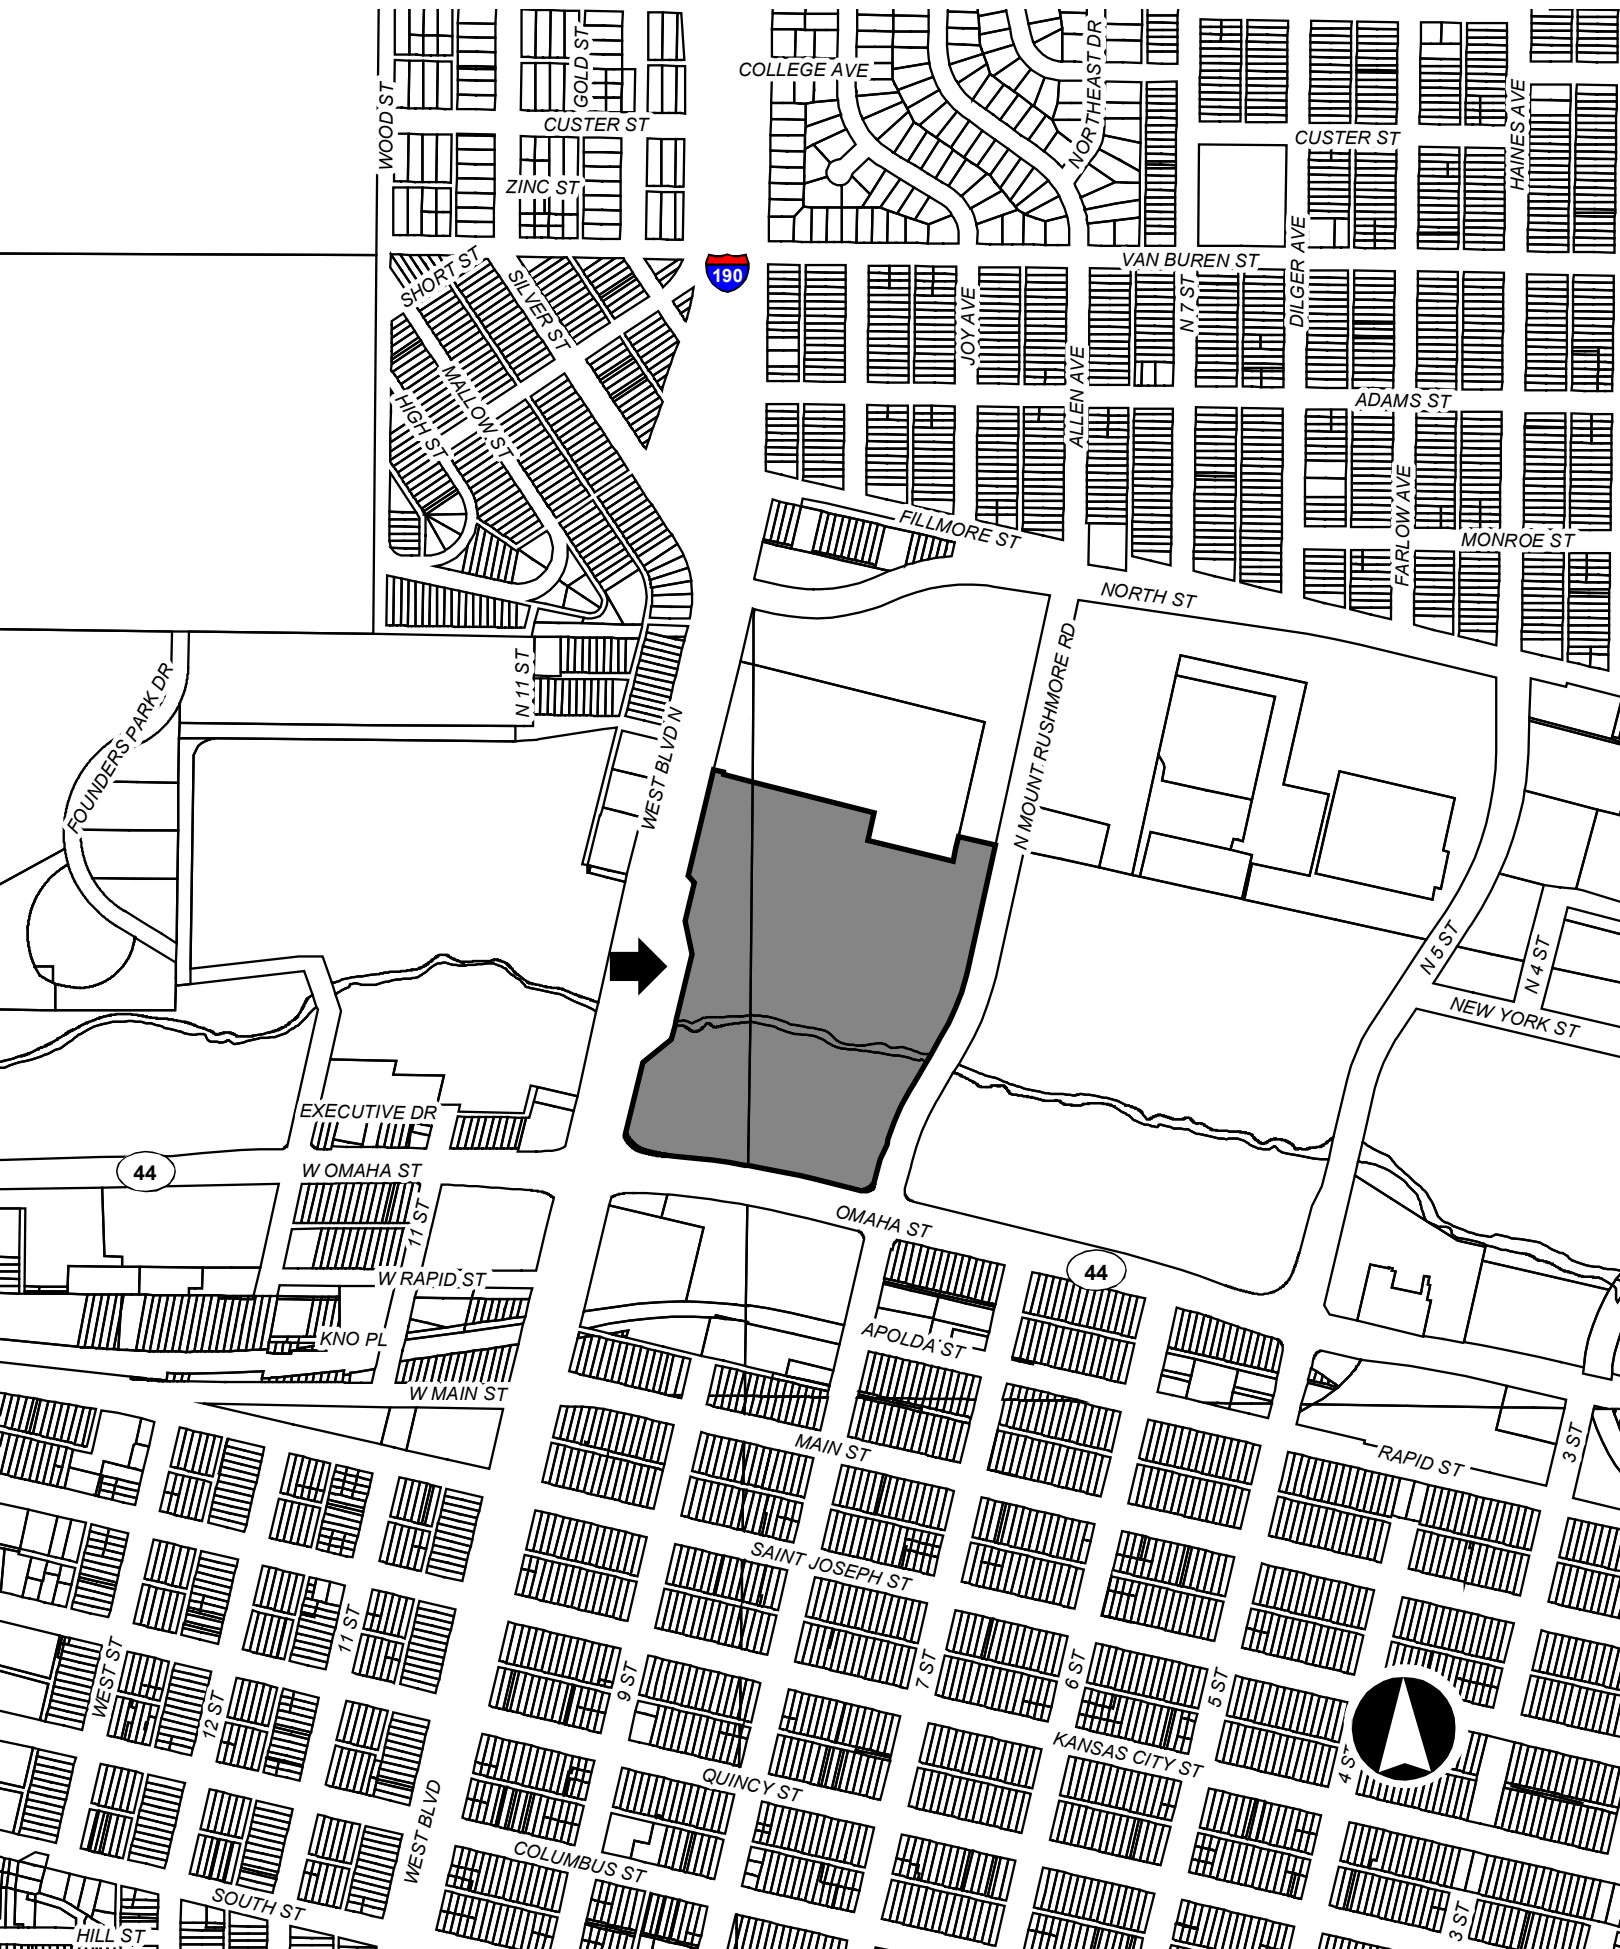 GOLD ST
COLLEGE AVE
NORTHEAST DR
WOOD ST
CUSTER ST
CUSTER ST
HAINES AVE
ZINC ST
SHORT ST
SILVER ST
190
VAN BUREN ST
DILGER AVE
N 7 ST
JOY AVE
ALLEN AVE
MALLOW ST
HIGH ST
ADAMS ST
FARLOW AVE
FILLMORE ST
MONROE ST
NORTH ST
N 11 ST
FOUNDERS PARK DR
WEST BLVD N
N MOUNT RUSHMORE RD
N 5 ST
N 4 ST
NEW YORK ST
EXECUTIVE DR
44
W OMAHA ST
11 ST
OMAHA ST
44
W RAPID ST
KNO PL
APOLDA ST
W MAIN ST
MAIN ST
RAPID ST
3 ST
SAINT JOSEPH ST
11 ST
WEST ST
12 ST
9 ST
7 ST
6 ST
5 ST
4 ST
KANSAS CITY ST
QUINCY ST
WEST BLVD
COLUMBUS ST
SOUTH ST
HILL ST
3 ST